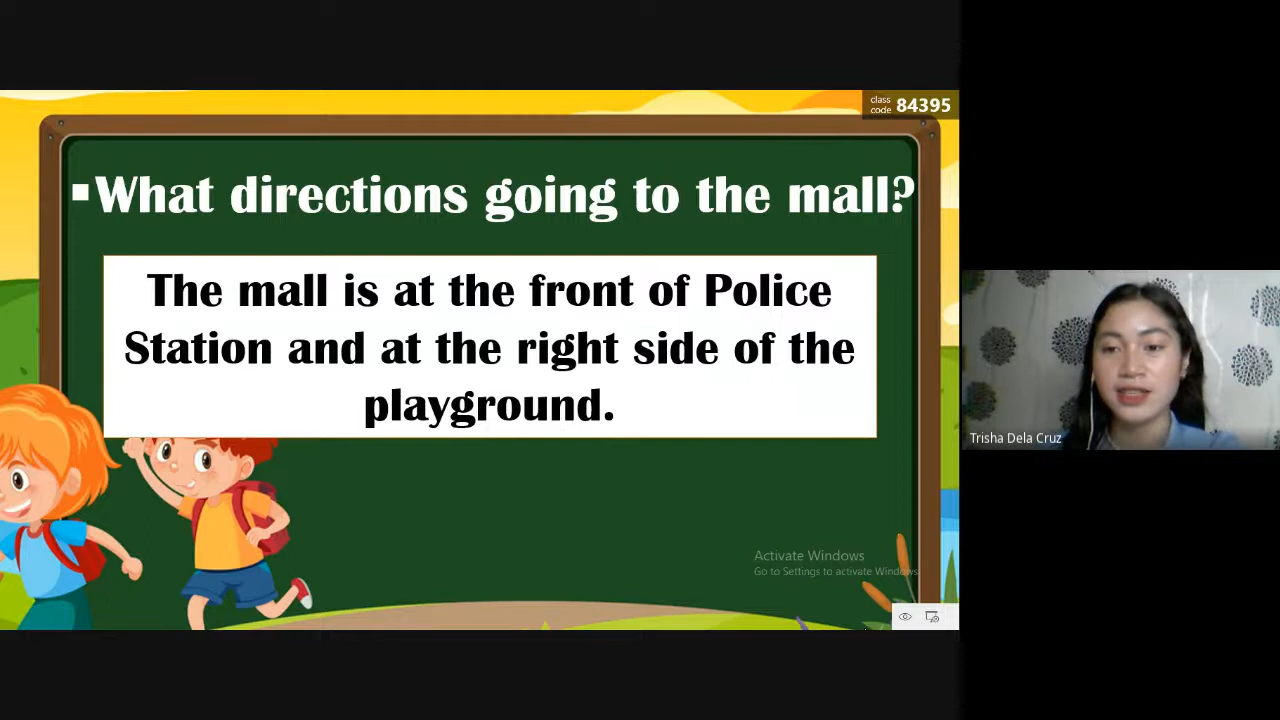 class
code 84395
▪What directions going to the mall?
The mall is at the front of Police
Station and at the right side of the
playground.
Trisha Dela Cruz
Activate Windows
Go to Settings to activate Windows.